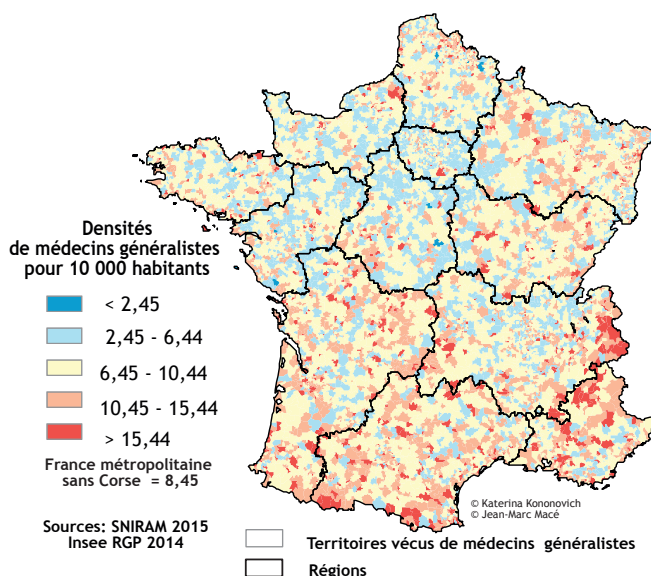 Densités
de médecins généralistes
pour 10 000 habitants
< 2,45
2,45 - 6,44
6,45 - 10,44
10,45 - 15,44
> 15,44
France métropolitaine
sans Corse = 8,45
Sources: SNIRAM 2015
Insee RGP 2014
© Katerina Kononovich
© Jean-Marc Macé
Territoires vécus de médecins généralistes
Régions